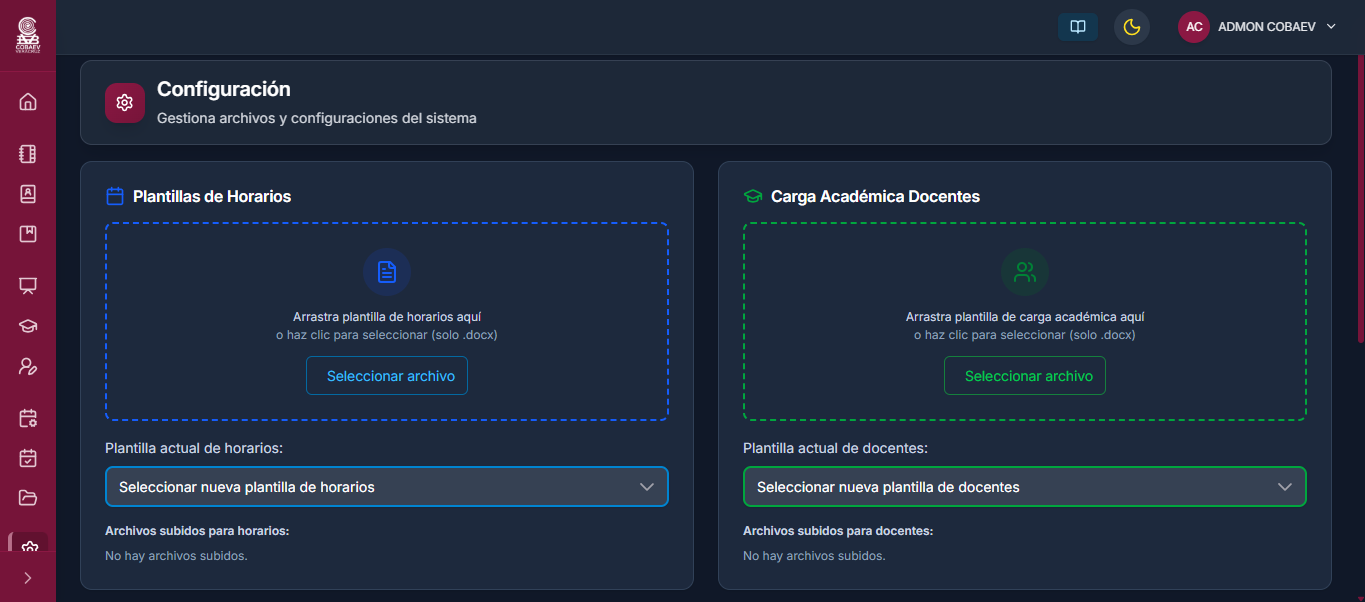 COBAEV
VERACRUZ
AC
ADMON COBAEV
Configuración
Gestiona archivos y configuraciones del sistema
Plantillas de Horarios
Arrastra plantilla de horarios aquí
o haz clic para seleccionar (solo .docx)
Seleccionar archivo
Plantilla actual de horarios:
Seleccionar nueva plantilla de horarios
Archivos subidos para horarios:
No hay archivos subidos.
Carga Académica Docentes
Arrastra plantilla de carga académica aquí
o haz clic para seleccionar (solo .docx)
Seleccionar archivo
Plantilla actual de docentes:
Seleccionar nueva plantilla de docentes
Archivos subidos para docentes:
No hay archivos subidos.